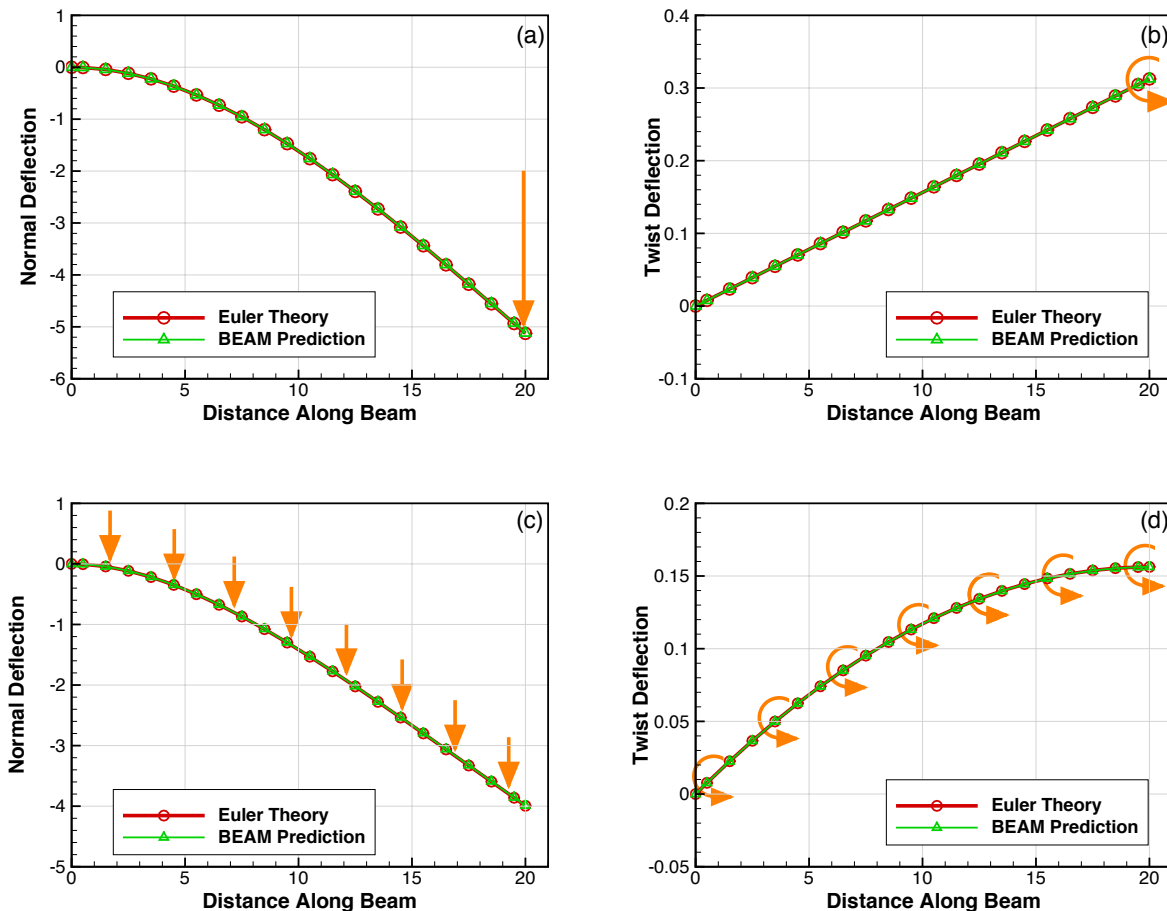 (a)
1
0
-1
-2
-3
-4
-5
-6
Normal Deflection
Euler Theory
BEAM Prediction
0 5 10 15 20
Distance Along Beam
(b)
0.4
0.3
0.2
0.1
0
-0.1
Twist Deflection
Euler Theory
BEAM Prediction
0 5 10 15 20
Distance Along Beam
(c)
1
0
-1
-2
-3
-4
-5
Normal Deflection
Euler Theory
BEAM Prediction
0 5 10 15 20
Distance Along Beam
(d)
0.2
0.15
0.1
0.05
0
-0.05
Twist Deflection
Euler Theory
BEAM Prediction
0 5 10 15 20
Distance Along Beam